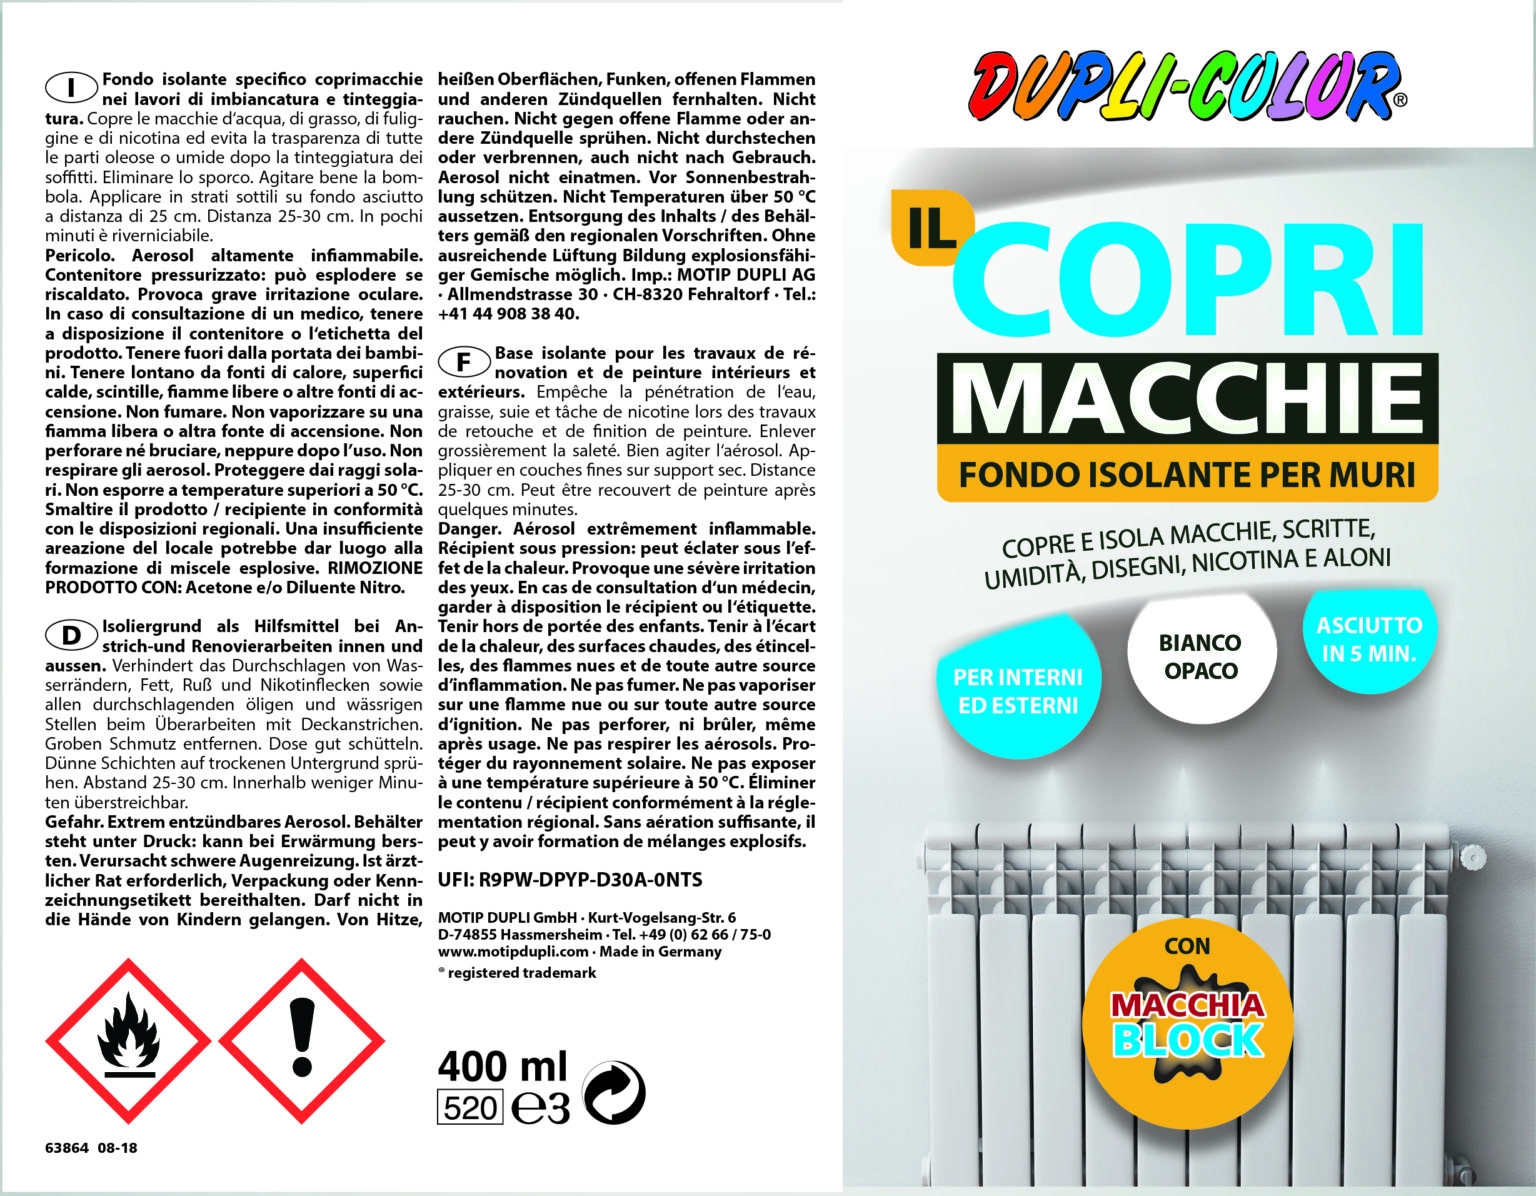 I Fondo isolante specifico coprimacchie
nei lavori di imbiancatura e tinteggia-
tura. Copre le macchie d‘acqua, di grasso, di fulig-
gine e di nicotina ed evita la trasparenza di tutte
le parti oleose o umide dopo la tinteggiatura dei
soffitti. Eliminare lo sporco. Agitare bene la bom-
bola. Applicare in strati sottili su fondo asciutto
a distanza di 25 cm. Distanza 25-30 cm. In pochi
minuti è riverniciabile.
Pericolo. Aerosol altamente infiammabile.
Contenitore pressurizzato: può esplodere se
riscaldato. Provoca grave irritazione oculare.
In caso di consultazione di un medico, tenere
a disposizione il contenitore o l‘etichetta del
prodotto. Tenere fuori dalla portata dei bambi-
ni. Tenere lontano da fonti di calore, superfici
calde, scintille, fiamme libere o altre fonti di ac-
censione. Non fumare. Non vaporizzare su una
fiamma libera o altra fonte di accensione. Non
perforare né bruciare, neppure dopo l’uso. Non
respirare gli aerosol. Proteggere dai raggi sola-
ri. Non esporre a temperature superiori a 50 °C.
Smaltire il prodotto / recipiente in conformità
con le disposizioni regionali. Una insufficiente
areazione del locale potrebbe dar luogo alla
formazione di miscele esplosive. RIMOZIONE
PRODOTTO CON: Acetone e/o Diluente Nitro.
D Isoliergrund als Hilfsmittel bei An-
strich-und Renovierarbeiten innen und
aussen. Verhindert das Durchschlagen von Was-
serrändern, Fett, Ruß und Nikotinflecken sowie
allen durchschlagenden öligen und wässrigen
Stellen beim Überarbeiten mit Deckanstrichen.
Groben Schmutz entfernen. Dose gut schütteln.
Dünne Schichten auf trockenen Untergrund sprü-
hen. Abstand 25-30 cm. Innerhalb weniger Minu-
ten überstreichbar.
Gefahr. Extrem entzündbares Aerosol. Behälter
steht unter Druck: kann bei Erwärmung bers-
ten. Verursacht schwere Augenreizung. Ist ärzt-
licher Rat erforderlich, Verpackung oder Kenn-
zeichnungsetikett bereithalten. Darf nicht in
die Hände von Kindern gelangen. Von Hitze,
63864 08-18
heißen Oberflächen, Funken, offenen Flammen
und anderen Zündquellen fernhalten. Nicht
rauchen. Nicht gegen offene Flamme oder an-
dere Zündquelle sprühen. Nicht durchstechen
oder verbrennen, auch nicht nach Gebrauch.
Aerosol nicht einatmen. Vor Sonnenbestrah-
lung schützen. Nicht Temperaturen über 50 °C
aussetzen. Entsorgung des Inhalts / des Behäl-
ters gemäß den regionalen Vorschriften. Ohne
ausreichende Lüftung Bildung explosionsfähi-
ger Gemische möglich. Imp.: MOTIP DUPLI AG
· Allmendstrasse 30 · CH-8320 Fehraltorf · Tel.:
+41 44 908 38 40.
F Base isolante pour les travaux de ré-
novation et de peinture intérieurs et
extérieurs. Empêche la pénétration de l‘eau,
graisse, suie et tâche de nicotine lors des travaux
de retouche et de finition de peinture. Enlever
grossièrement la saleté. Bien agiter l‘aérosol. Ap-
pliquer en couches fines sur support sec. Distance
25-30 cm. Peut être recouvert de peinture après
quelques minutes.
Danger. Aérosol extrêmement inflammable.
Récipient sous pression: peut éclater sous l’ef-
fet de la chaleur. Provoque une sévère irritation
des yeux. En cas de consultation d‘un médecin,
garder à disposition le récipient ou l‘étiquette.
Tenir hors de portée des enfants. Tenir à l’écart
de la chaleur, des surfaces chaudes, des étincel-
les, des flammes nues et de toute autre source
d’inflammation. Ne pas fumer. Ne pas vaporiser
sur une flamme nue ou sur toute autre source
d‘ignition. Ne pas perforer, ni brûler, même
après usage. Ne pas respirer les aérosols. Pro-
téger du rayonnement solaire. Ne pas exposer
à une température supérieure à 50 °C. Éliminer
le contenu / récipient conformément à la régle-
mentation régional. Sans aération suffisante, il
peut y avoir formation de mélanges explosifs.
UFI: R9PW-DPYP-D30A-0NTS
MOTIP DUPLI GmbH · Kurt-Vogelsang-Str. 6
D-74855 Hassmersheim · Tel. +49 (0) 62 66 / 75-0
www.motipdupli.com · Made in Germany
® registered trademark
400 ml
520 e3
DUPLI-COLOR®
IL
COPRI
MACCHIE
FONDO ISOLANTE PER MURI
COPRE E ISOLA MACCHIE, SCRITTE,
UMIDITÀ, DISEGNI, NICOTINA E ALONI
PER INTERNI
ED ESTERNI
BIANCO
OPACO
ASCIUTTO
IN 5 MIN.
CON
MACCHIA
BLOCK